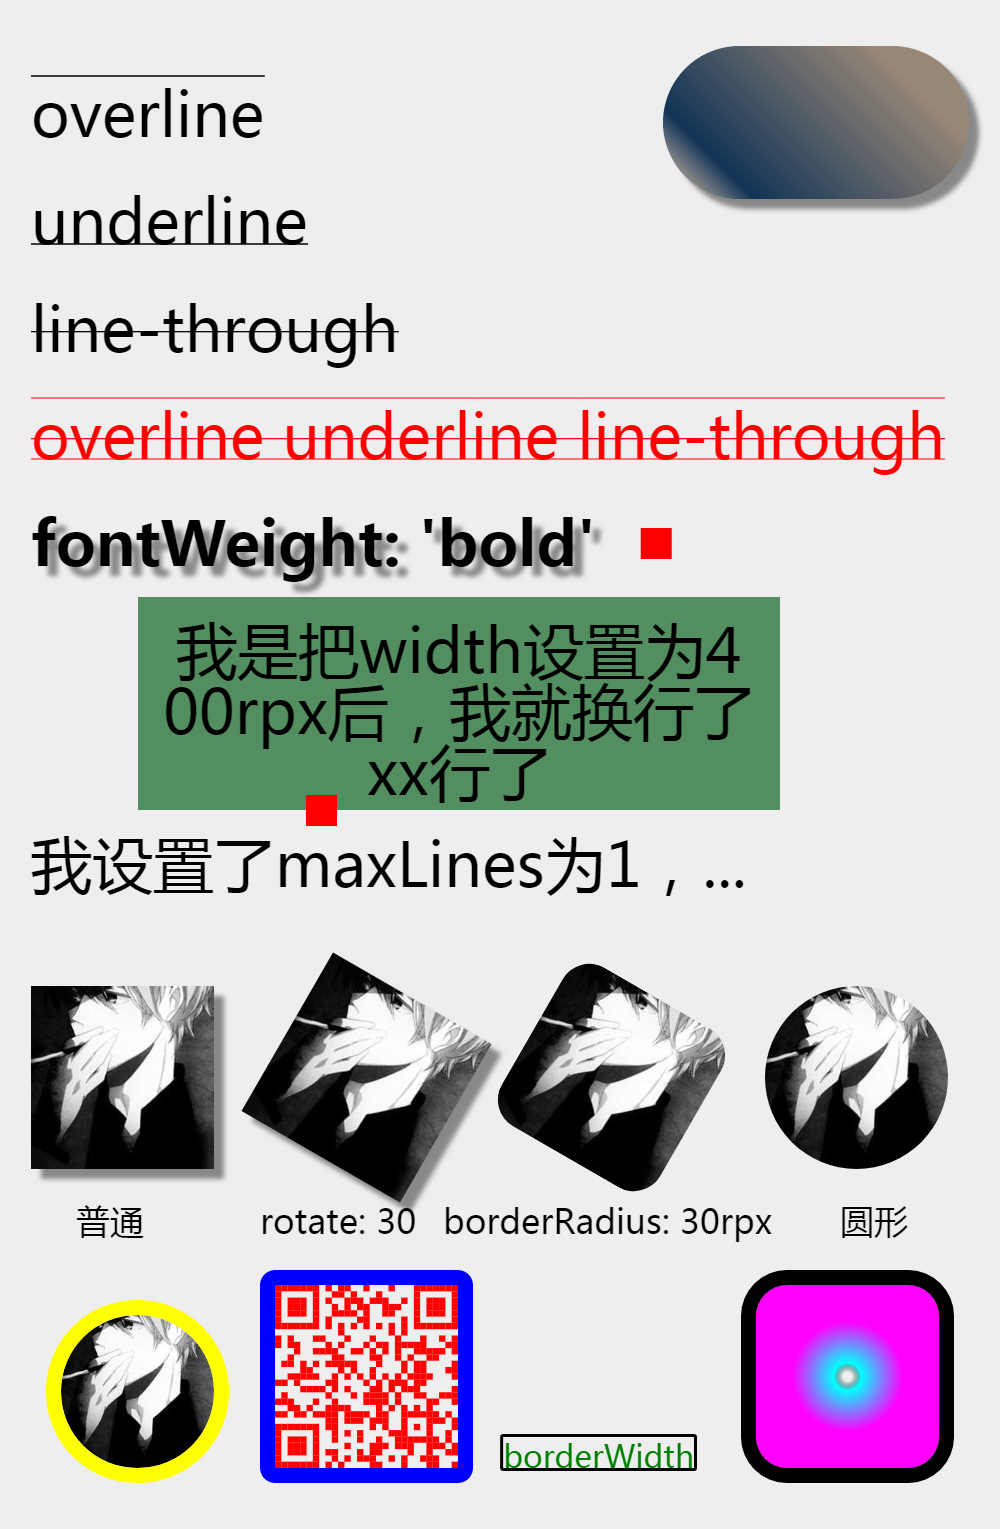 overline
underline
line-through
overline underline line-through
fontWeight: 'bold'
我是把width设置为4
00rpx后，我就换行了
xx行了
我设置了maxLines为1，...
普通
rotate: 30
borderRadius: 30rpx
圆形
borderWidth